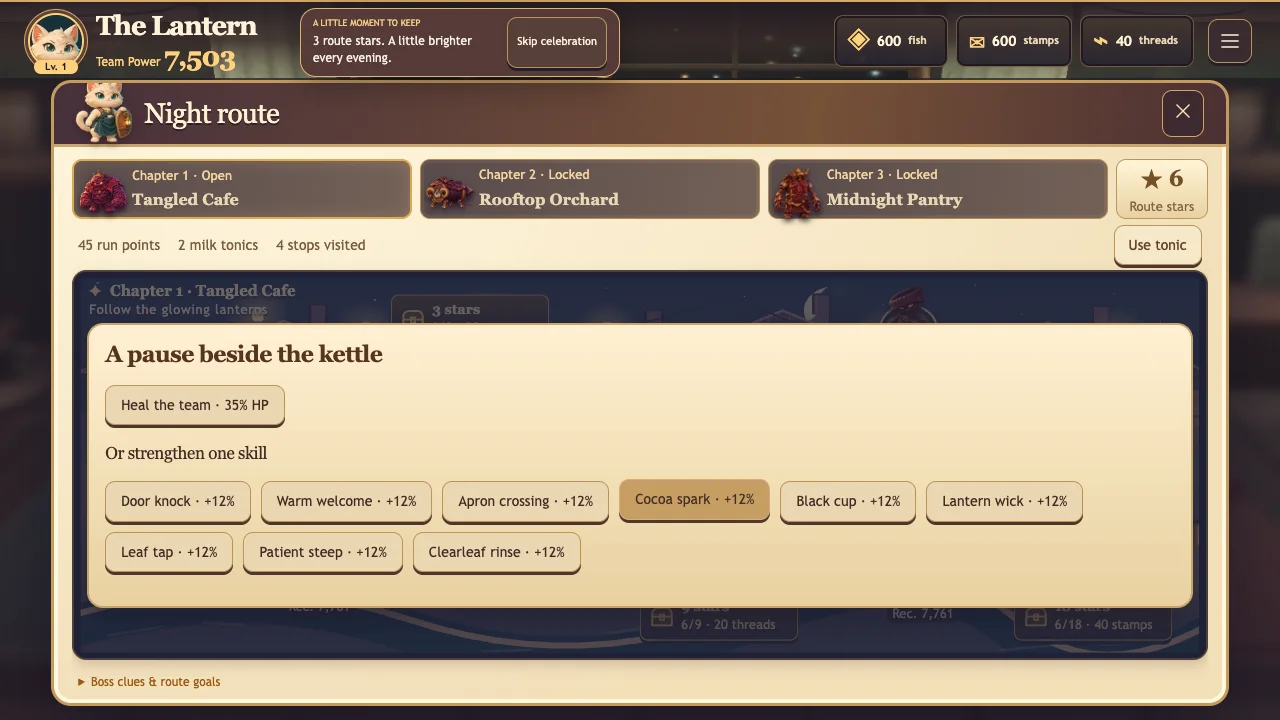 The Lantern
Team Power 7,503
Lv. 1
A LITTLE MOMENT TO KEEP
3 route stars. A little brighter
every evening.
Skip celebration
600 fish
600 stamps
40 threads
Night route
Chapter 1 · Open
Tangled Cafe
Chapter 2 · Locked
Rooftop Orchard
Chapter 3 · Locked
Midnight Pantry
★ 6
Route stars
45 run points
2 milk tonics
4 stops visited
Use tonic
Chapter 1 · Tangled Cafe
Follow the glowing lanterns
3 stars
A pause beside the kettle
Heal the team · 35% HP
Or strengthen one skill
Door knock · +12%
Warm welcome · +12%
Apron crossing · +12%
Cocoa spark · +12%
Black cup · +12%
Lantern wick · +12%
Leaf tap · +12%
Patient steep · +12%
Clearleaf rinse · +12%
6/9 · 20 threads
Rec. 7,761
6/18 · 40 stamps
Boss clues & route goals